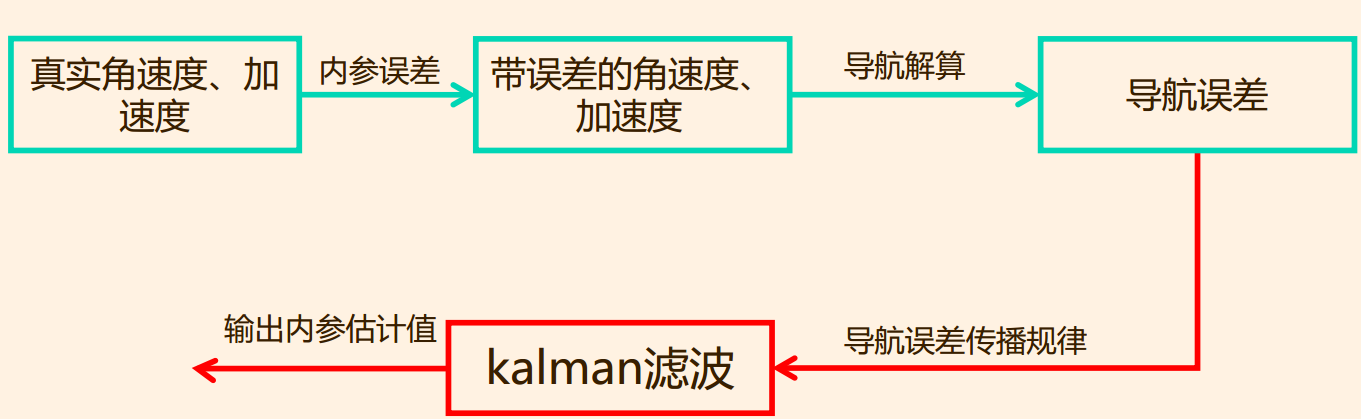 真实角速度、加
速度
内参误差
带误差的角速度、
加速度
导航解算
导航误差
导航误差传播规律
kalman滤波
输出内参估计值